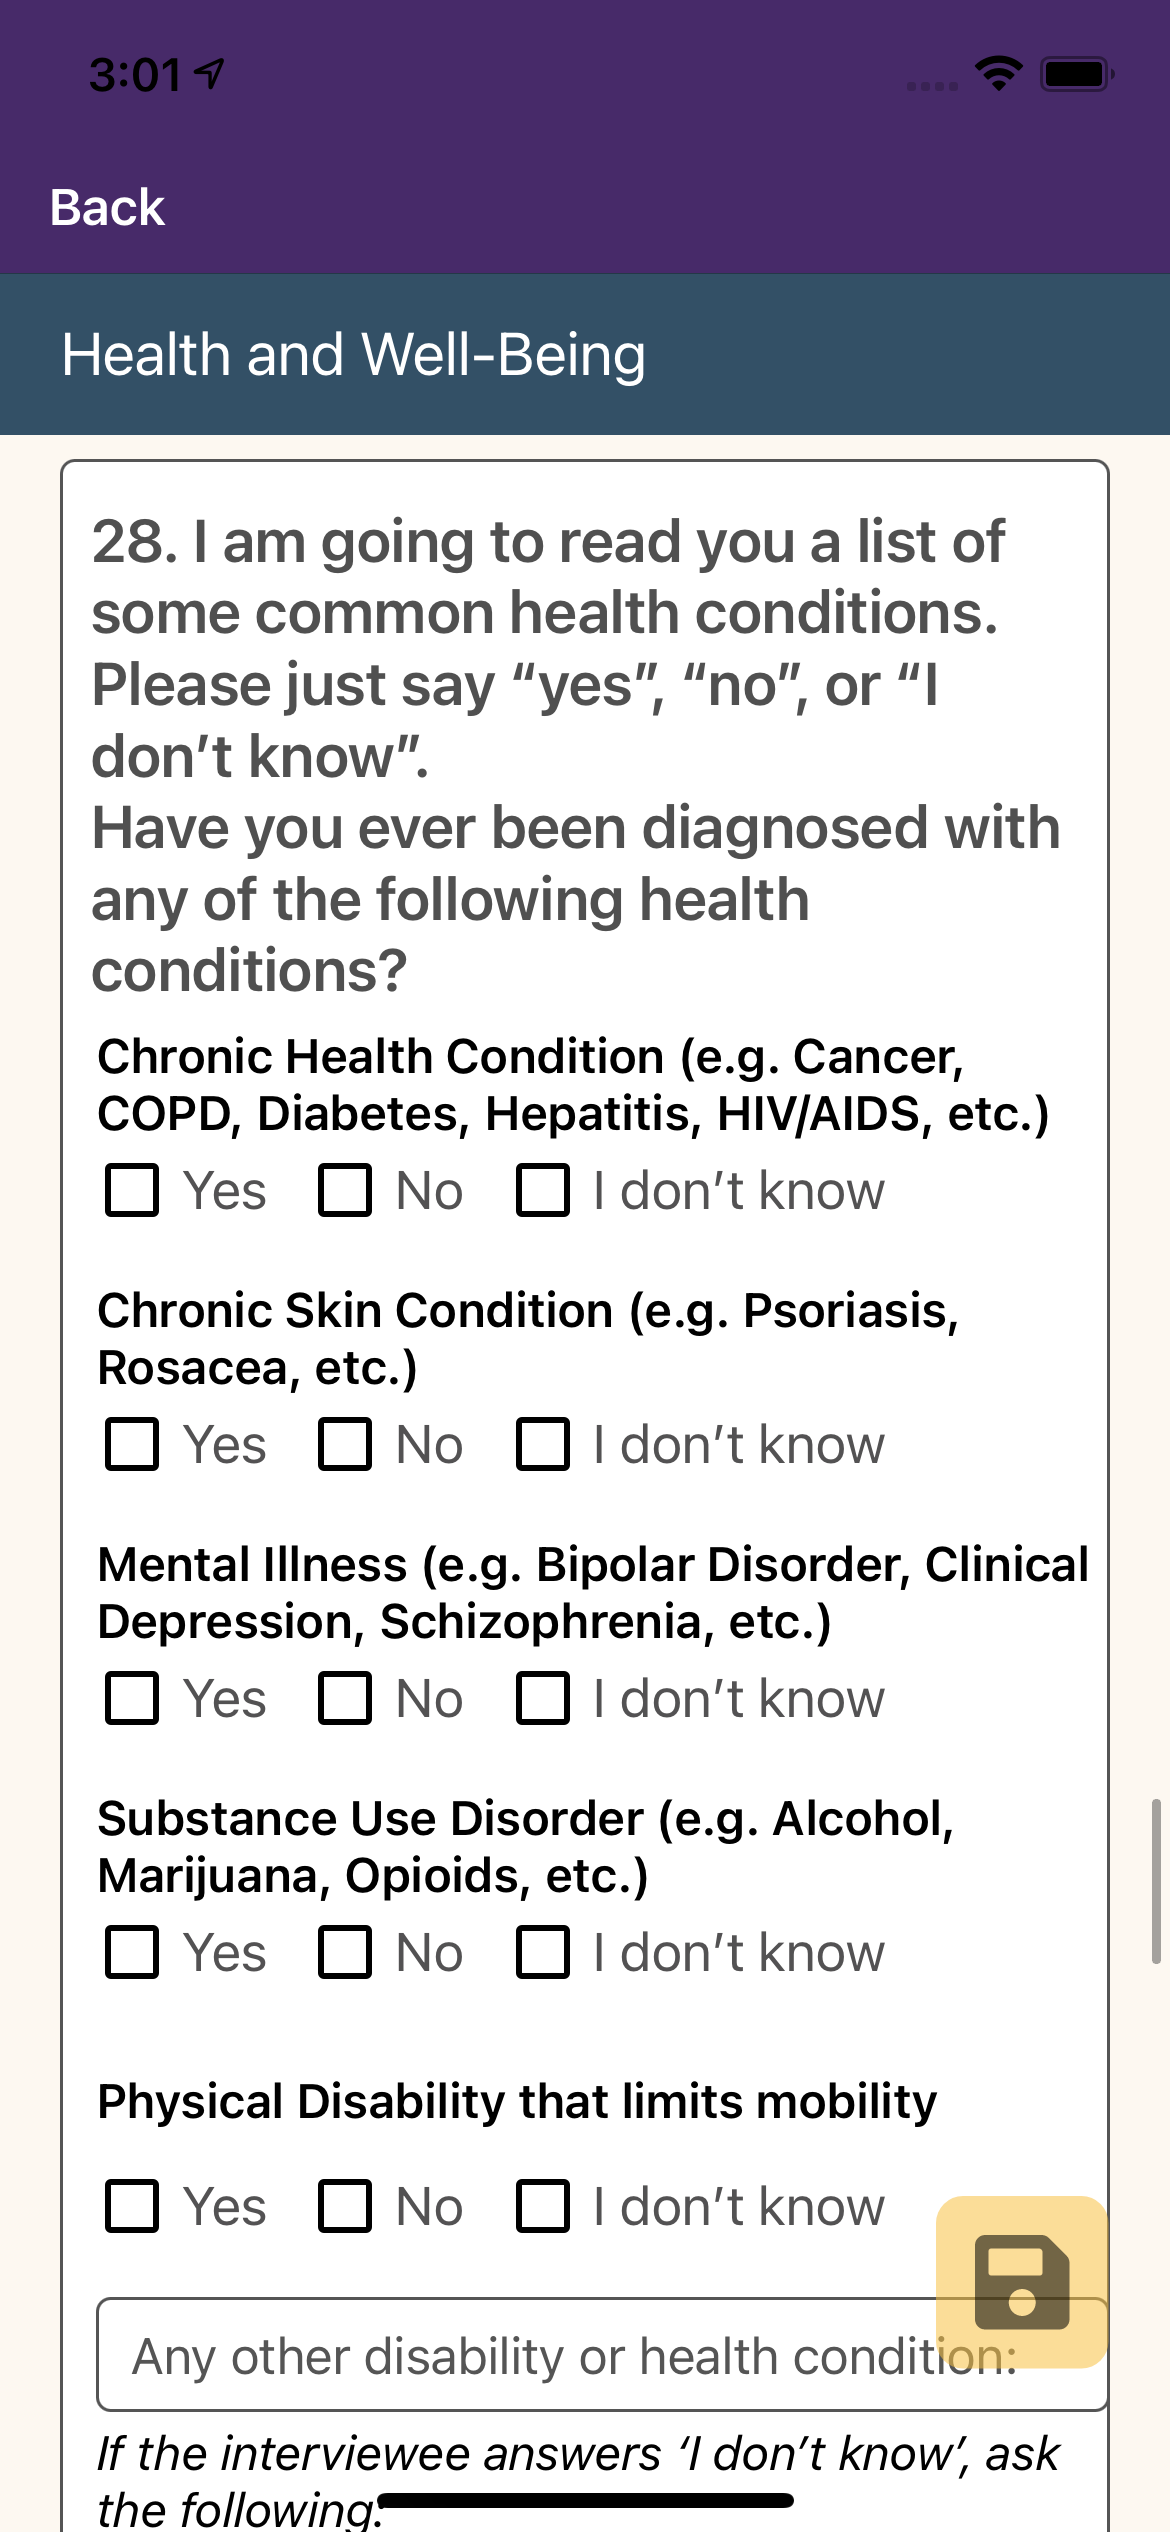 3:01
Back
Health and Well-Being
28. I am going to read you a list of
some common health conditions.
Please just say “yes”, “no”, or “I
don’t know”.
Have you ever been diagnosed with
any of the following health
conditions?
Chronic Health Condition (e.g. Cancer,
COPD, Diabetes, Hepatitis, HIV/AIDS, etc.)
Yes No I don’t know
Chronic Skin Condition (e.g. Psoriasis,
Rosacea, etc.)
Yes No I don’t know
Mental Illness (e.g. Bipolar Disorder, Clinical
Depression, Schizophrenia, etc.)
Yes No I don’t know
Substance Use Disorder (e.g. Alcohol,
Marijuana, Opioids, etc.)
Yes No I don’t know
Physical Disability that limits mobility
Yes No I don’t know
Any other disability or health condition:
If the interviewee answers ‘I don’t know’, ask
the following: